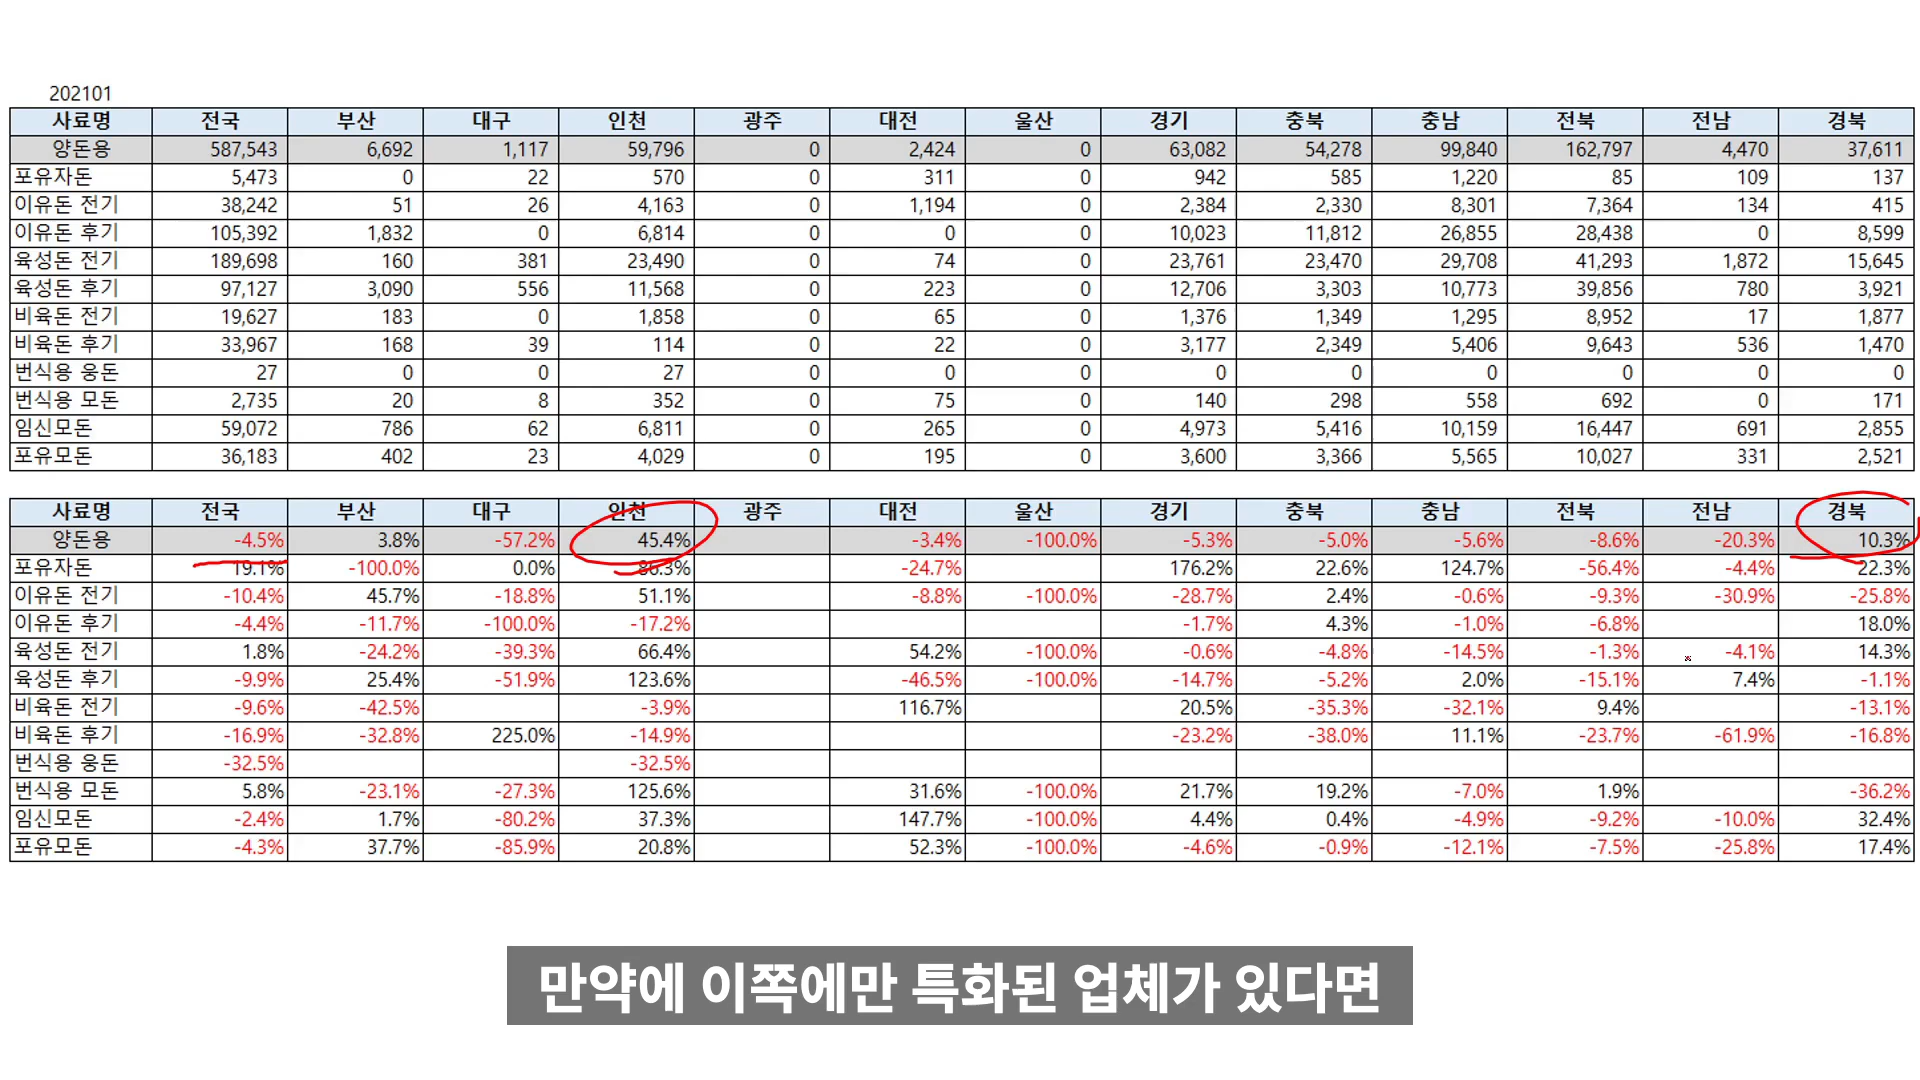 202101
사료명 전국 부산 대구 인천 광주 대전 울산 경기 충북 충남 전북 전남 경북
양돈용 587,543 6,692 1,117 59,796 0 2,424 0 63,082 54,278 99,840 162,797 4,470 37,611
포유자돈 5,473 0 22 570 0 311 0 942 585 1,220 85 109 137
이유돈 전기 38,242 51 26 4,163 0 1,194 0 2,384 2,330 8,301 7,364 134 415
이유돈 후기 105,392 1,832 0 6,814 0 0 0 10,023 11,812 26,855 28,438 0 8,599
육성돈 전기 189,698 160 381 23,490 0 74 0 23,761 23,470 29,708 41,293 1,872 15,645
육성돈 후기 97,127 3,090 556 11,568 0 223 0 12,706 3,303 10,773 39,856 780 3,921
비육돈 전기 19,627 183 0 1,858 0 65 0 1,376 1,349 1,295 8,952 17 1,877
비육돈 후기 33,967 168 39 114 0 22 0 3,177 2,349 5,406 9,643 536 1,470
번식용 웅돈 27 0 0 27 0 0 0 0 0 0 0 0 0
번식용 모돈 2,735 20 8 352 0 75 0 140 298 558 692 0 171
임신모돈 59,072 786 62 6,811 0 265 0 4,973 5,416 10,159 16,447 691 2,855
포유모돈 36,183 402 23 4,029 0 195 0 3,600 3,366 5,565 10,027 331 2,521
사료명 전국 부산 대구 인천 광주 대전 울산 경기 충북 충남 전북 전남 경북
양돈용 -4.5% 3.8% -57.2% 45.4% -3.4% -100.0% -5.3% -5.0% -5.6% -8.6% -20.3% 10.3%
포유자돈 19.1% -100.0% 0.0% 86.3% -24.7% 176.2% 22.6% 124.7% -56.4% -4.4% 22.3%
이유돈 전기 -10.4% 45.7% -18.8% 51.1% -8.8% -100.0% -28.7% 2.4% -0.6% -9.3% -30.9% -25.8%
이유돈 후기 -4.4% -11.7% -100.0% -17.2% -1.7% 4.3% -1.0% -6.8% 18.0%
육성돈 전기 1.8% -24.2% -39.3% 66.4% 54.2% -100.0% -0.6% -4.8% -14.5% -1.3% -4.1% 14.3%
육성돈 후기 -9.9% 25.4% -51.9% 123.6% -46.5% -100.0% -14.7% -5.2% 2.0% -15.1% 7.4% -1.1%
비육돈 전기 -9.6% -42.5% -3.9% 116.7% 20.5% -35.3% -32.1% 9.4% -13.1%
비육돈 후기 -16.9% -32.8% 225.0% -14.9% -23.2% -38.0% 11.1% -23.7% -61.9% -16.8%
번식용 웅돈 -32.5% -32.5%
번식용 모돈 5.8% -23.1% -27.3% 125.6% 31.6% -100.0% 21.7% 19.2% -7.0% 1.9% -36.2%
임신모돈 -2.4% 1.7% -80.2% 37.3% 147.7% -100.0% 4.4% 0.4% -4.9% -9.2% -10.0% 32.4%
포유모돈 -4.3% 37.7% -85.9% 20.8% 52.3% -100.0% -4.6% -0.9% -12.1% -7.5% -25.8% 17.4%
만약에 이쪽에만 특화된 업체가 있다면